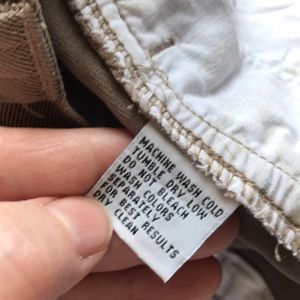 MACHINE WASH COLD
TUMBLE DRY LOW
DO NOT BLEACH
WASH COLORS
SEPARATELY
FOR BEST RESULTS
DRY CLEAN